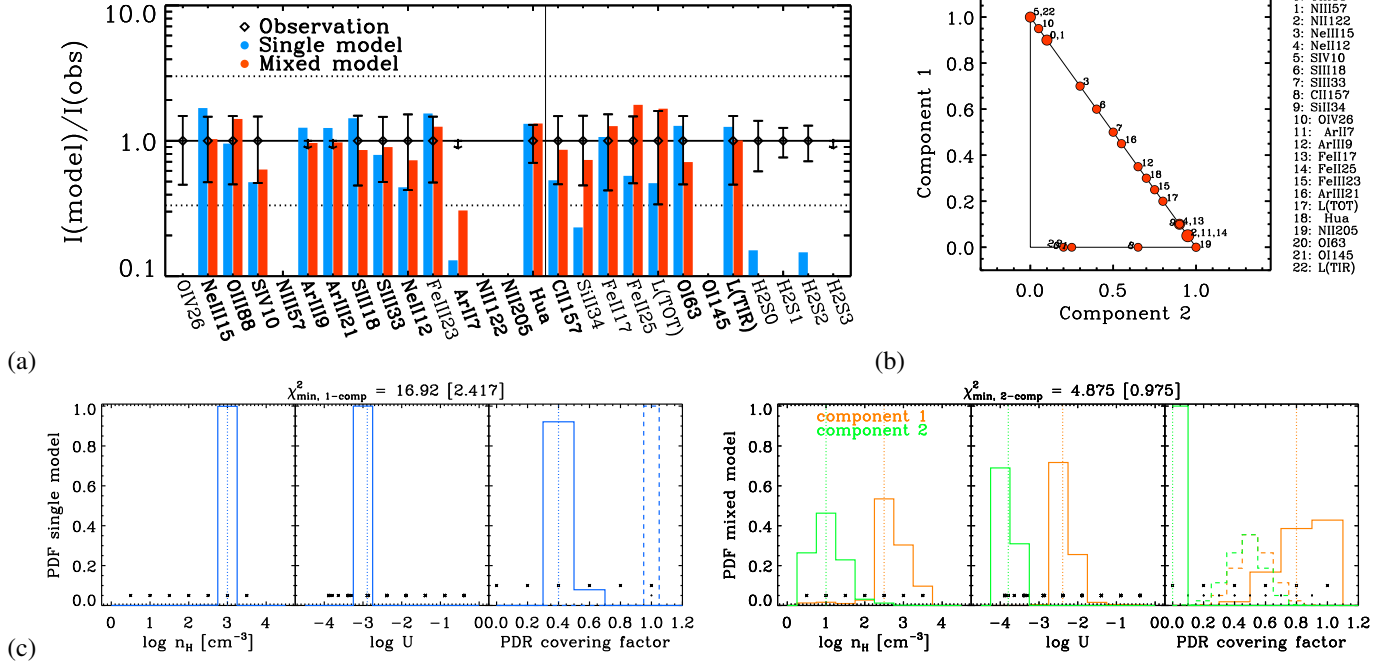 10.0
1.0
0.1
I(model)/I(obs)
Observation
Single model
Mixed model
OIV26
NeIII15
OIII88
SIV10
NIII57
ArIII9
ArIII21
SIII18
SIII33
NeII12
FeIII23
ArII7
NII122
NII205
Hua
CII157
SiII34
FeII17
FeII25
L(TOT)
OI63
OI145
L(TIR)
H2S0
H2S1
H2S2
H2S3
(a)
1.0
0.8
0.6
0.4
0.2
0.0
Component 1
5,22
10
0,1
3
6
7
16
12
18
15
17
4,13
2,11,14
19
8
0.0 0.5 1.0
Component 2
1: NIII57
2: NII122
3: NeIII15
4: NeII12
5: SIV10
6: SIII18
7: SIII33
8: CII157
9: SiII34
10: OIV26
11: ArII7
12: ArIII9
13: FeII17
14: FeII25
15: FeIII23
16: ArIII21
17: L(TOT)
18: Hua
19: NII205
20: OI63
21: OI145
22: L(TIR)
(b)
χ²min, 1-comp = 16.92 [2.417]
1.0
0.8
0.6
0.4
0.2
0.0
PDF single model
0 1 2 3 4
log nH [cm⁻³]
-4 -3 -2 -1
log U
0.0 0.2 0.4 0.6 0.8 1.0 1.2
PDR covering factor
χ²min, 2-comp = 4.875 [0.975]
component 1
component 2
1.0
0.8
0.6
0.4
0.2
0.0
PDF mixed model
0 1 2 3 4
log nH [cm⁻³]
-4 -3 -2 -1
log U
0.0 0.2 0.4 0.6 0.8 1.0 1.2
PDR covering factor
(c)